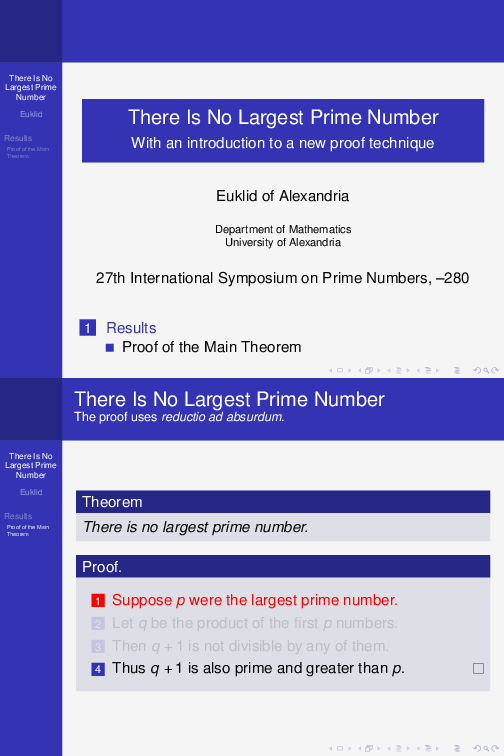 There Is No
Largest Prime
Number
Euklid
Results
Proof of the Main
Theorem
There Is No Largest Prime Number
With an introduction to a new proof technique
Euklid of Alexandria
Department of Mathematics
University of Alexandria
27th International Symposium on Prime Numbers, –280
1 Results
Proof of the Main Theorem
There Is No Largest Prime Number
The proof uses reductio ad absurdum.
There Is No
Largest Prime
Number
Euklid
Results
Proof of the Main
Theorem
Theorem
There is no largest prime number.
Proof.
1 Suppose p were the largest prime number.
2 Let q be the product of the first p numbers.
3 Then q + 1 is not divisible by any of them.
4 Thus q + 1 is also prime and greater than p.